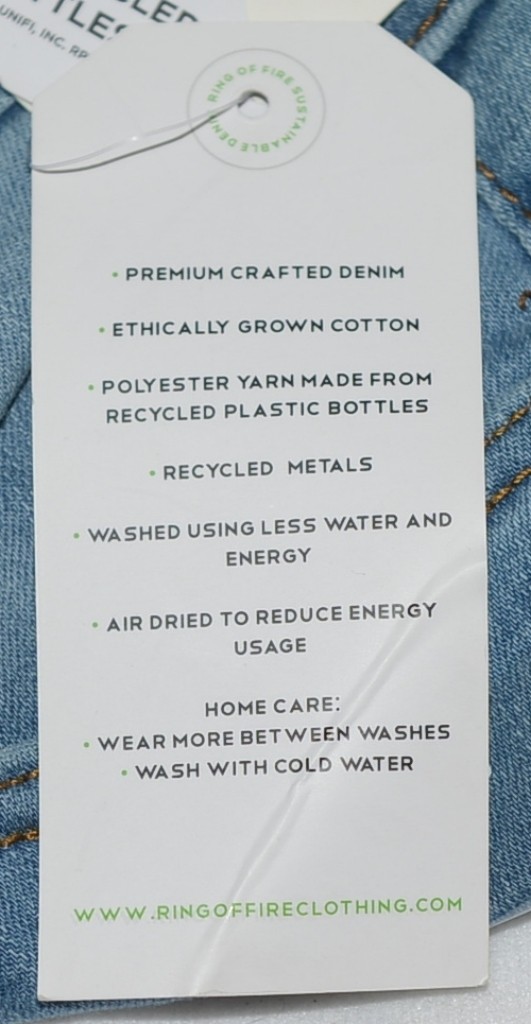 UNIFI, INC.
RING OF FIRE SUSTAINABLE DENIM
• PREMIUM CRAFTED DENIM
• ETHICALLY GROWN COTTON
• POLYESTER YARN MADE FROM
RECYCLED PLASTIC BOTTLES
• RECYCLED METALS
• WASHED USING LESS WATER AND
ENERGY
• AIR DRIED TO REDUCE ENERGY
USAGE
HOME CARE:
• WEAR MORE BETWEEN WASHES
• WASH WITH COLD WATER
WWW.RINGOFFIRECLOTHING.COM